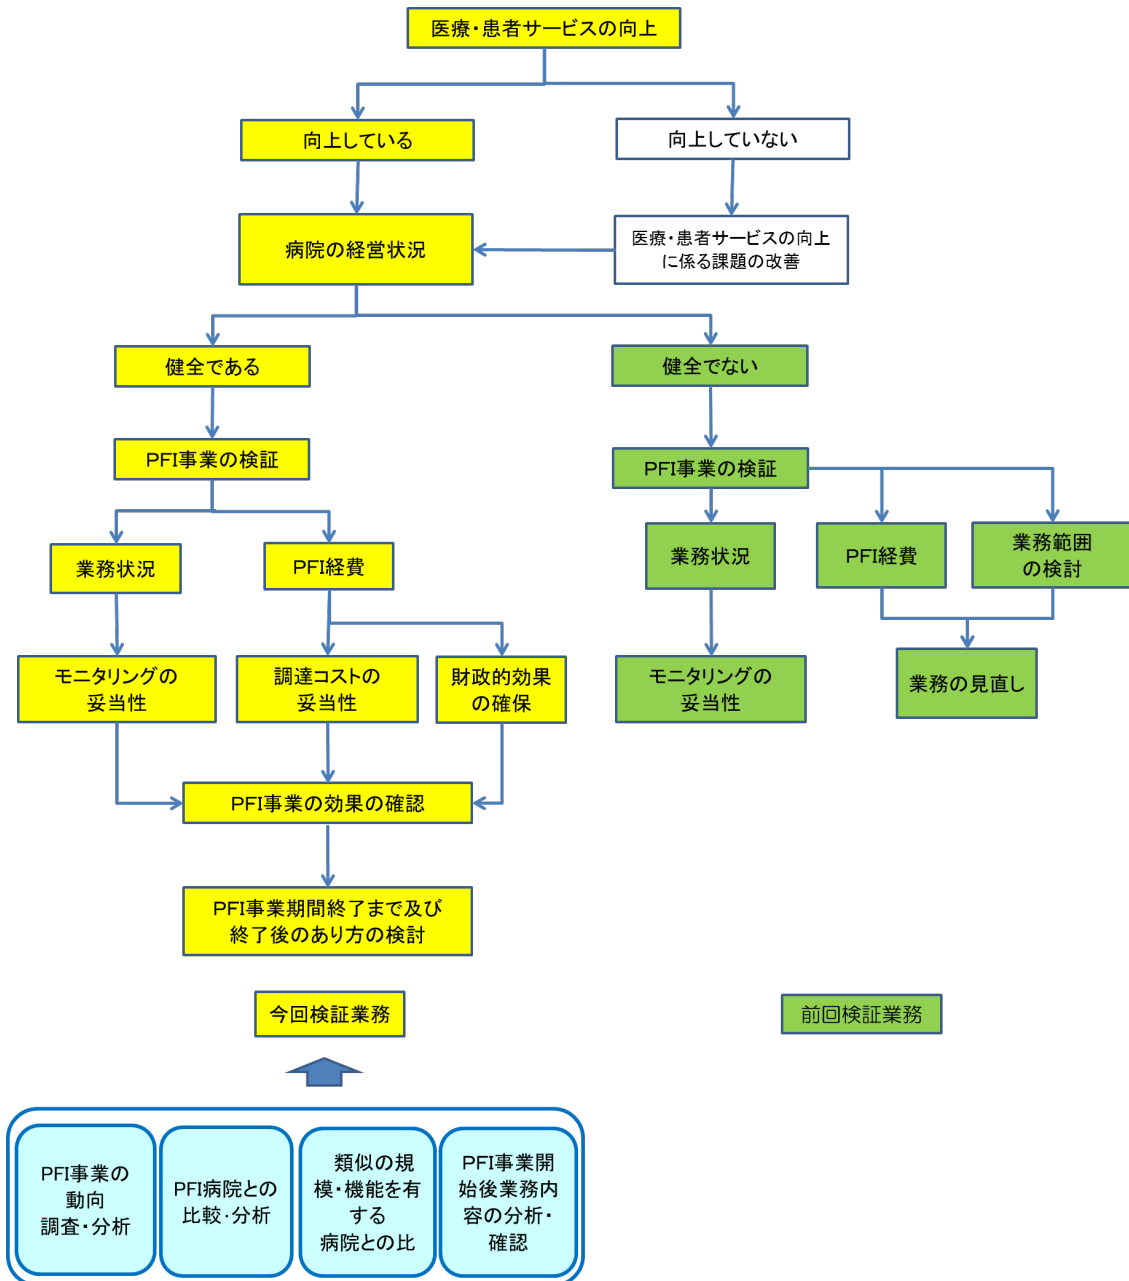 医療・患者サービスの向上
向上している
向上していない
病院の経営状況
医療・患者サービスの向上
に係る課題の改善
健全である
健全でない
PFI事業の検証
PFI事業の検証
業務状況
PFI経費
業務状況
PFI経費
業務範囲
の検討
モニタリングの
妥当性
調達コストの
妥当性
財政的効果
の確保
モニタリングの
妥当性
業務の見直し
PFI事業の効果の確認
PFI事業期間終了まで及び
終了後のあり方の検討
今回検証業務
前回検証業務
PFI事業の
動向
調査・分析
PFI病院との
比較・分析
類似の規
模・機能を有
する
病院との比
PFI事業開
始後業務内
容の分析・
確認